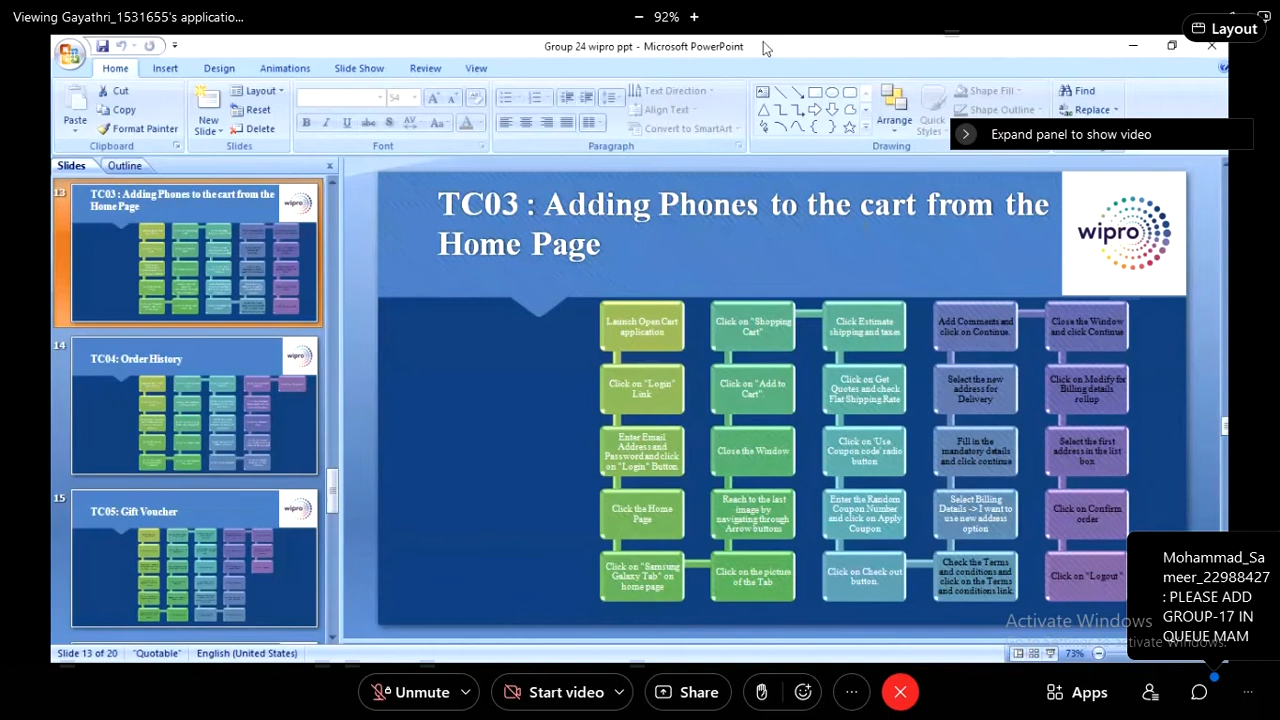 Viewing Gayathri_1531655's applicatio...
92%
Layout
Group 24 wipro ppt - Microsoft PowerPoint
Home
Insert
Design
Animations
Slide Show
Review
View
Paste
Cut
Copy
Format Painter
Clipboard
New
Slide
Layout
Reset
Delete
Slides
54
Font
Text Direction
Align Text
Convert to SmartArt
Paragraph
Arrange
Quick
Styles
Shape Fill
Shape Outline
Drawing
Find
Replace
Expand panel to show video
Slides
Outline
13
TC03 : Adding Phones to the cart from the
Home Page
wipro
14
TC04: Order History
wipro
15
TC05: Gift Voucher
wipro
TC03 : Adding Phones to the cart from the
Home Page
wipro
Launch Open Cart
application
Click on "Login"
Link
Enter Email
Address and
Password and click
on "Login" Button.
Click the Home
Page
Click on "Samsung
Galaxy Tab" on
home page
Click on "Shopping
Cart"
Click on "Add to
Cart".
Close the Window
Reach to the last
image by
navigating through
Arrow buttons
Click on the picture
of the Tab
Click Estimate
shipping and taxes
Click on Get
Quotes and check
Flat Shipping Rate
Click on 'Use
Coupon code' radio
button
Enter the Random
Coupon Number
and click on Apply
Coupon
Click on Check out
button.
Add Comments and
click on Continue.
Select the new
address for
Delivery
Fill in the
mandatory details
and click continue
Select Billing
Details -> I want to
use new address
option
Check the Terms
and conditions and
click on the Terms
and conditions link.
Close the Window
and click Continue
Click on Modify for
Billing details
rollup
Select the first
address in the list
box.
Click on Confirm
order
Click on "Logout"
Mohammad_Sa
meer_22988427
: PLEASE ADD
GROUP-17 IN
QUEUE MAM
Activate Windows
Go to Settings to activate Windows.
Slide 13 of 20
"Quotable"
English (United States)
73%
Unmute
Start video
Share
Apps